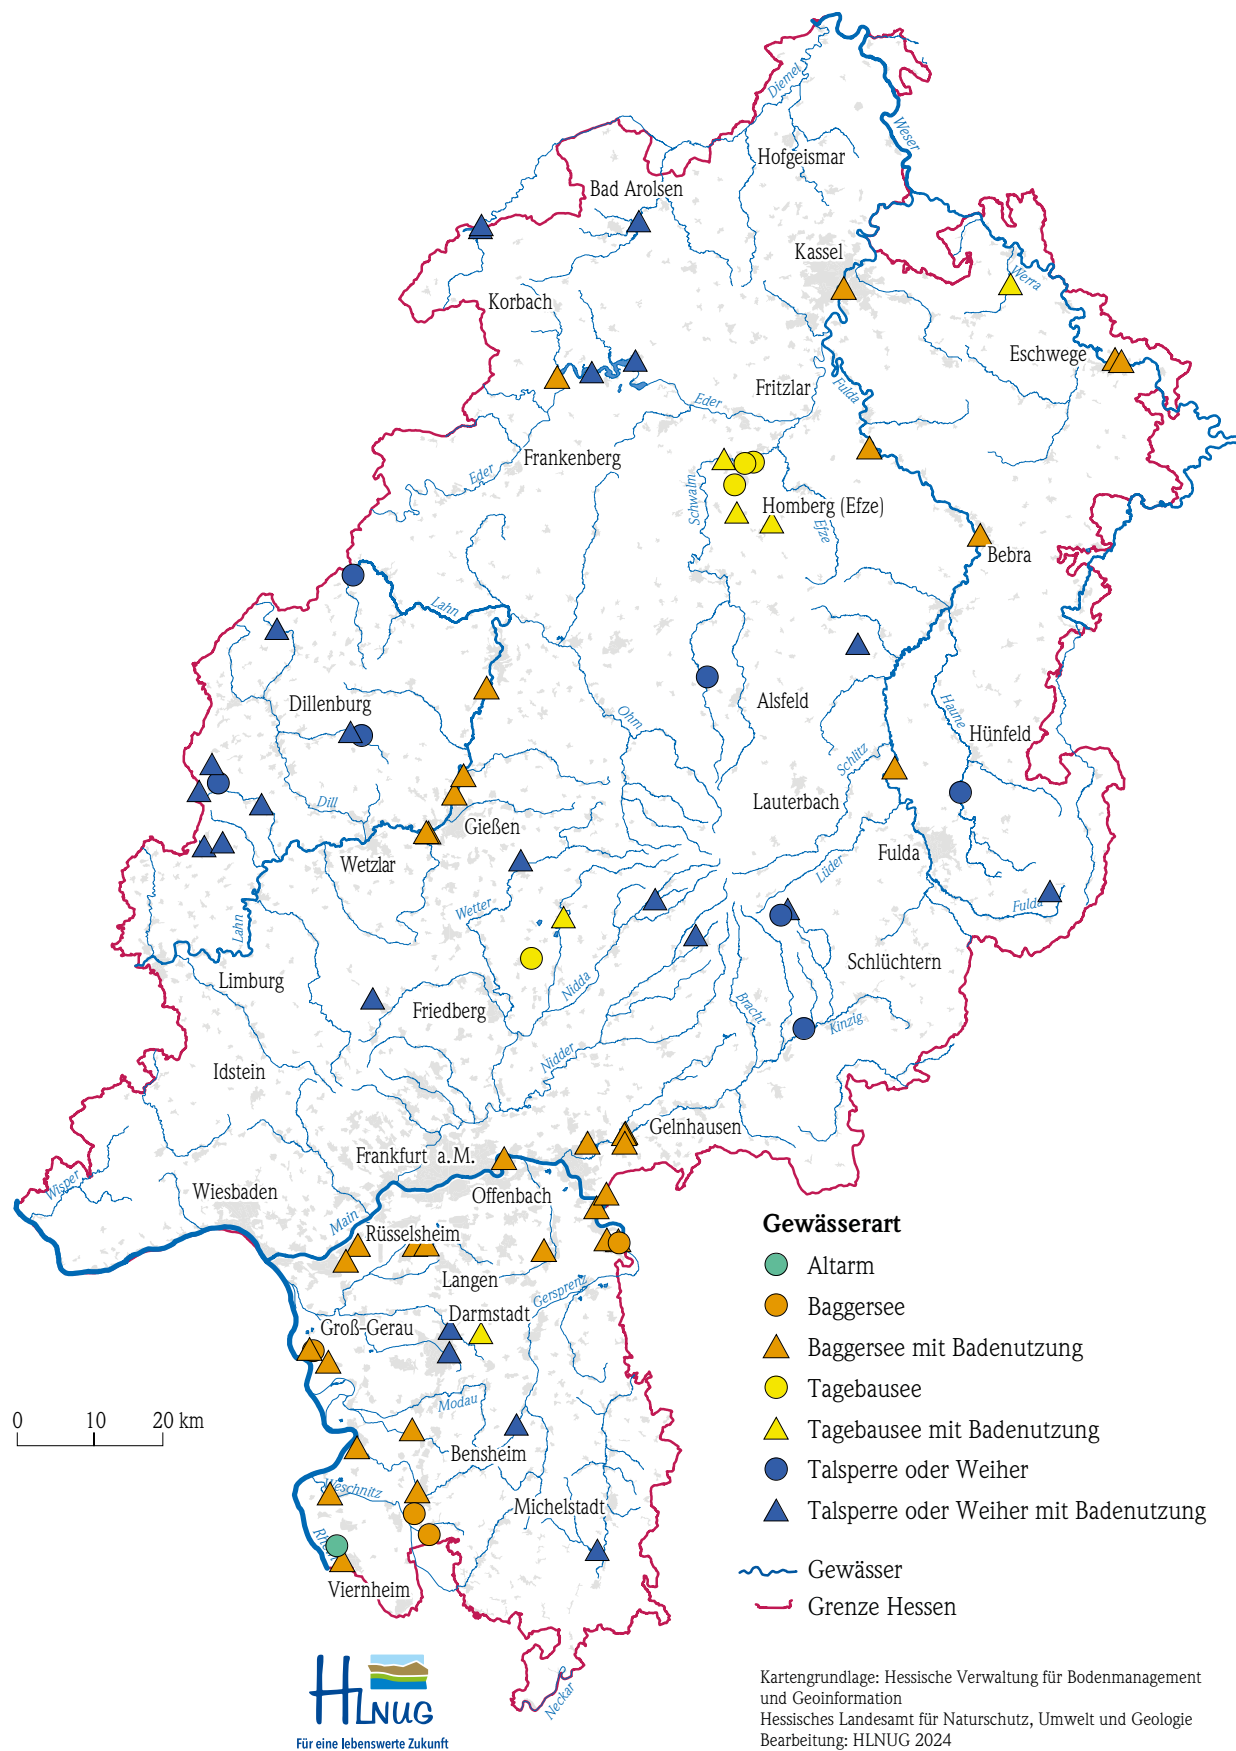 Diemel
Weser
Hofgeismar
Bad Arolsen
Kassel
Werra
Korbach
Eschwege
Fritzlar
Fulda
Eder
Frankenberg
Eder
Schwalm
Homberg (Efze)
Efze
Bebra
Lahn
Dillenburg
Alsfeld
Ohm
Haune
Hünfeld
Schlitz
Dill
Lauterbach
Gießen
Wetzlar
Fulda
Lüder
Fulda
Wetter
Lahn
Limburg
Nidda
Schlüchtern
Friedberg
Bracht
Kinzig
Nidder
Idstein
Gelnhausen
Frankfurt a.M.
Wisper
Wiesbaden
Offenbach
Main
Rüsselsheim
Langen
Gersprenz
Darmstadt
Groß-Gerau
Modau
Bensheim
Weschnitz
Michelstadt
Rhein
Viernheim
Neckar
0 10 20 km
Gewässerart
Altarm
Baggersee
Baggersee mit Badenutzung
Tagebausee
Tagebausee mit Badenutzung
Talsperre oder Weiher
Talsperre oder Weiher mit Badenutzung
Gewässer
Grenze Hessen
HLNUG
Für eine lebenswerte Zukunft
Kartengrundlage: Hessische Verwaltung für Bodenmanagement
und Geoinformation
Hessisches Landesamt für Naturschutz, Umwelt und Geologie
Bearbeitung: HLNUG 2024